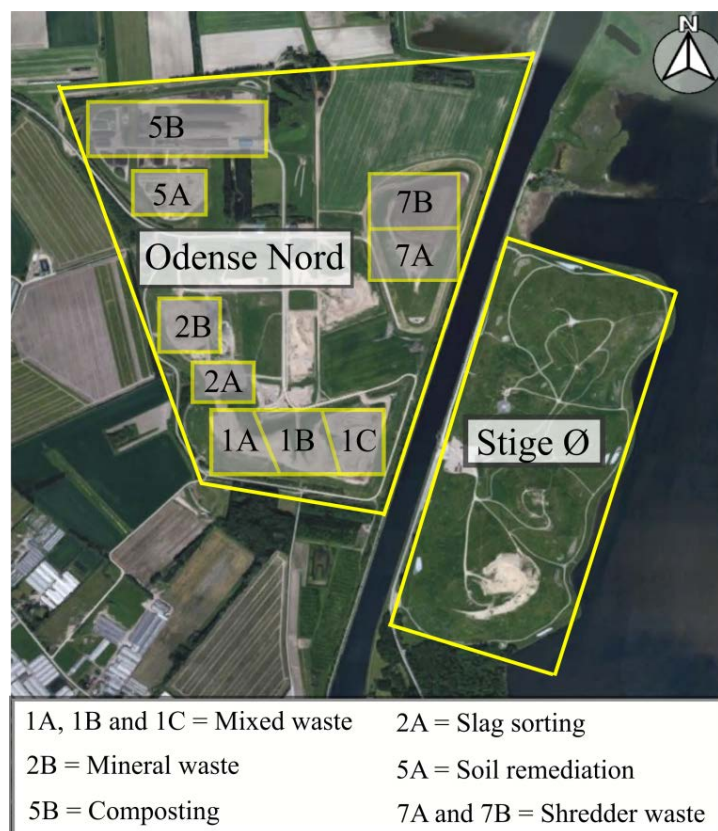 N
5B
5A
7B
7A
Odense Nord
2B
2A
1A 1B 1C
Stige Ø
1A, 1B and 1C = Mixed waste
2A = Slag sorting
2B = Mineral waste
5A = Soil remediation
5B = Composting
7A and 7B = Shredder waste